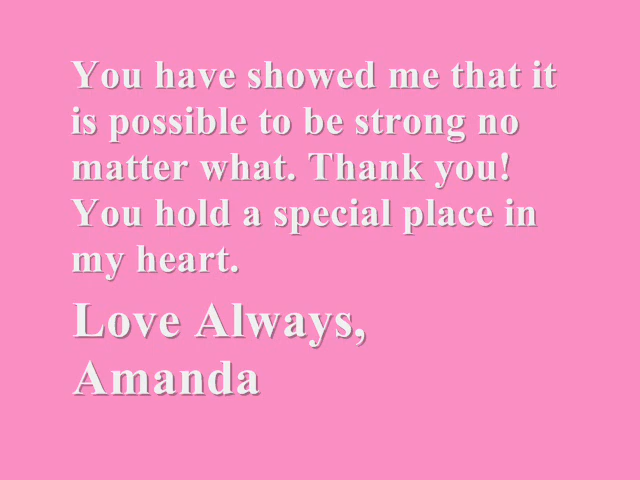 You have showed me that it
is possible to be strong no
matter what. Thank you!
You hold a special place in
my heart.
Love Always,
Amanda